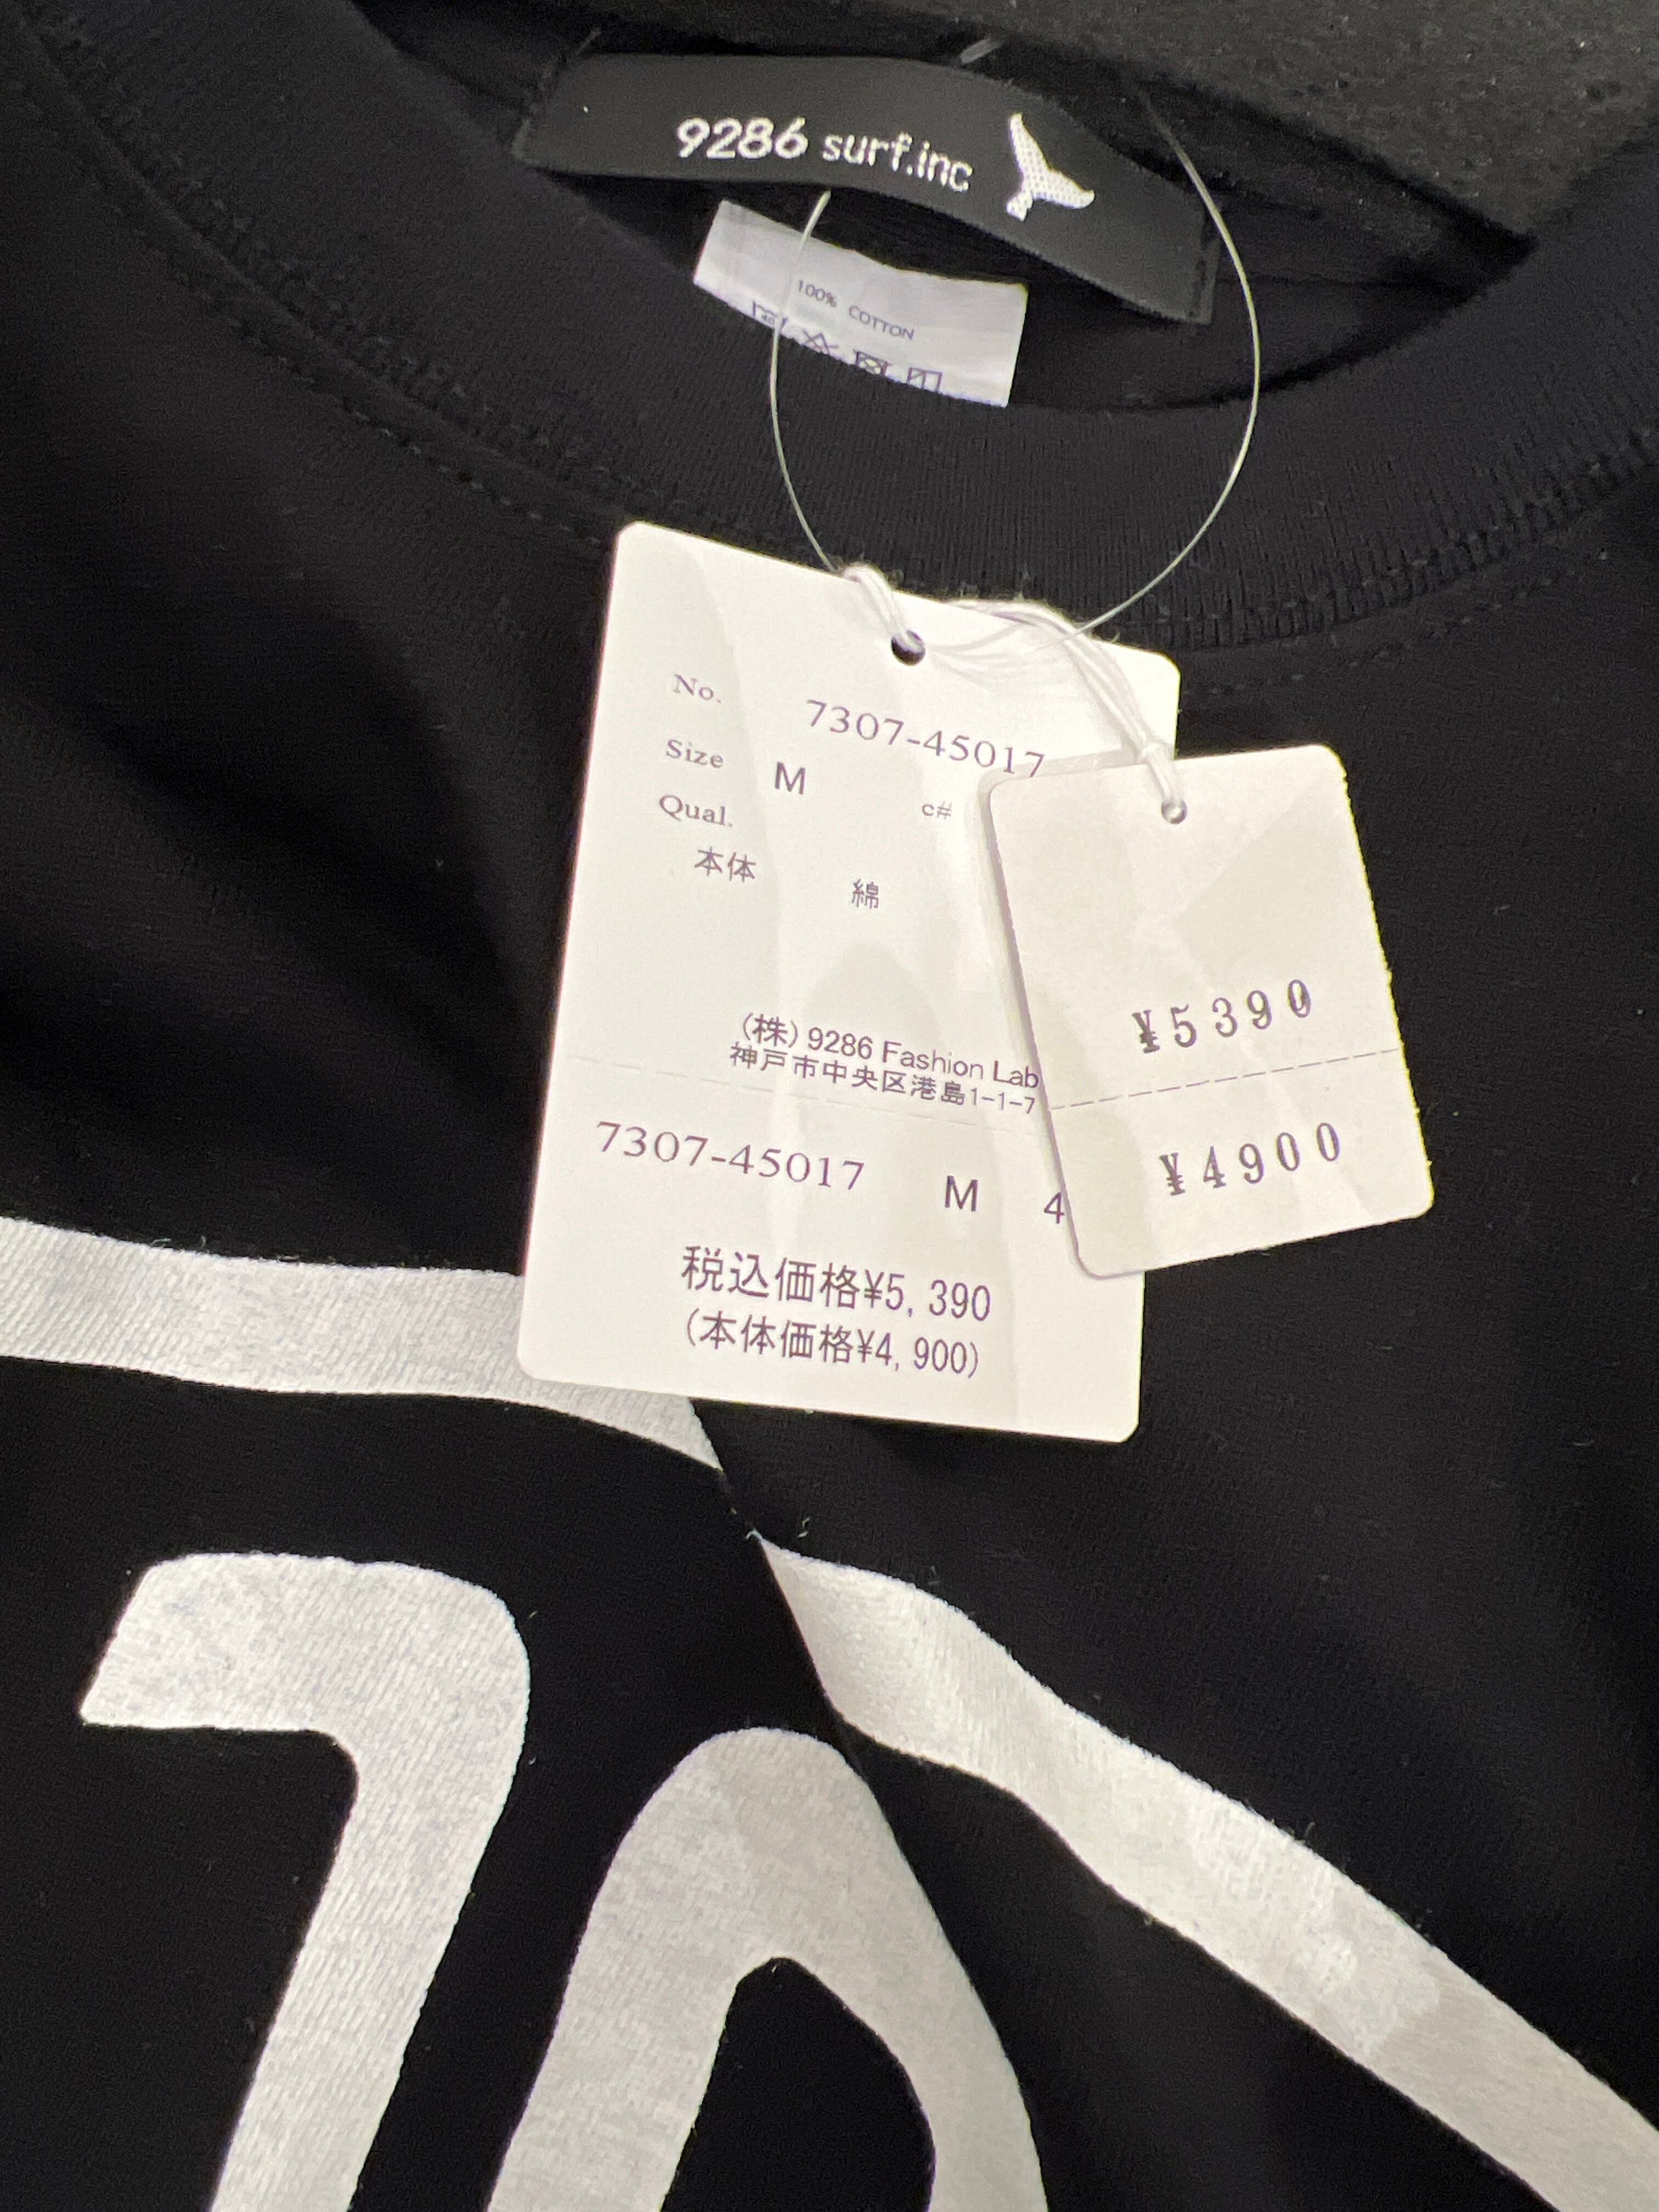 9286 surf.inc
100% COTTON
No. 7307-45017
Size M c#
Qual.
本体 綿
(株) 9286 Fashion Lab
神戸市中央区港島1-1-7
7307-45017 M 4
税込価格¥5,390
(本体価格¥4,900)
¥5390
¥4900